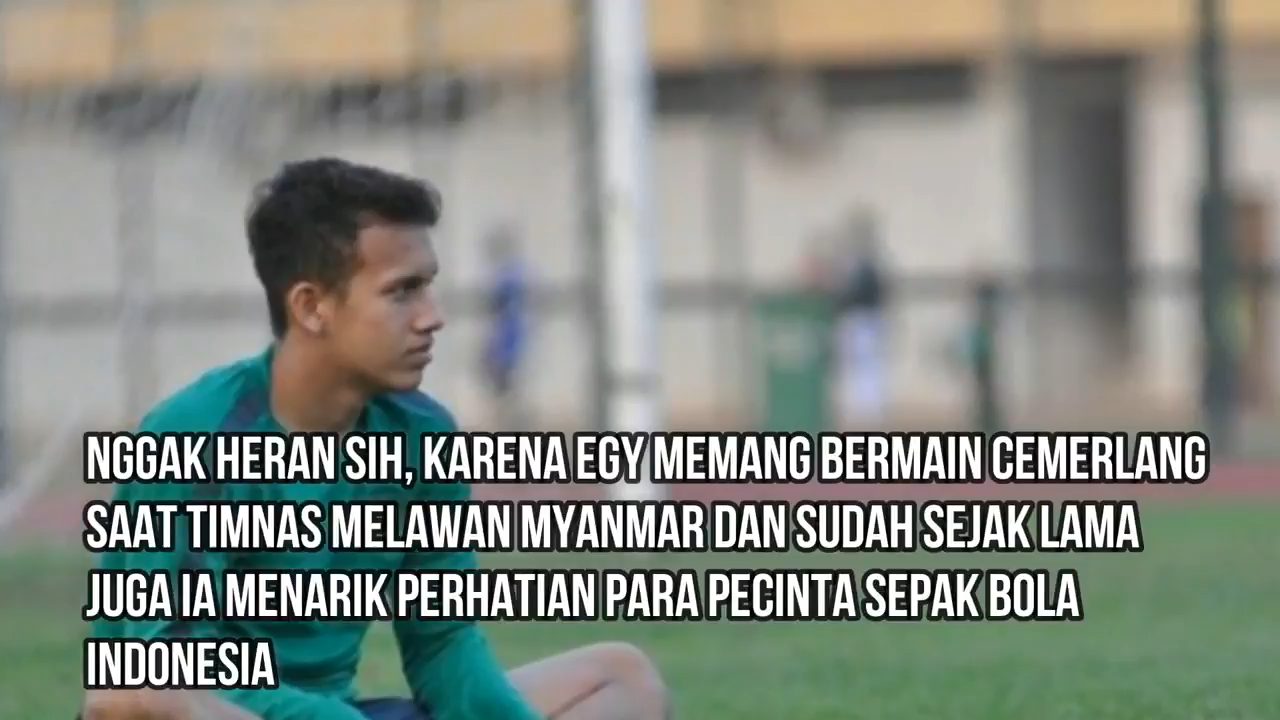 NGGAK HERAN SIH, KARENA EGY MEMANG BERMAIN CEMERLANG
SAAT TIMNAS MELAWAN MYANMAR DAN SUDAH SEJAK LAMA
JUGA IA MENARIK PERHATIAN PARA PECINTA SEPAK BOLA
INDONESIA